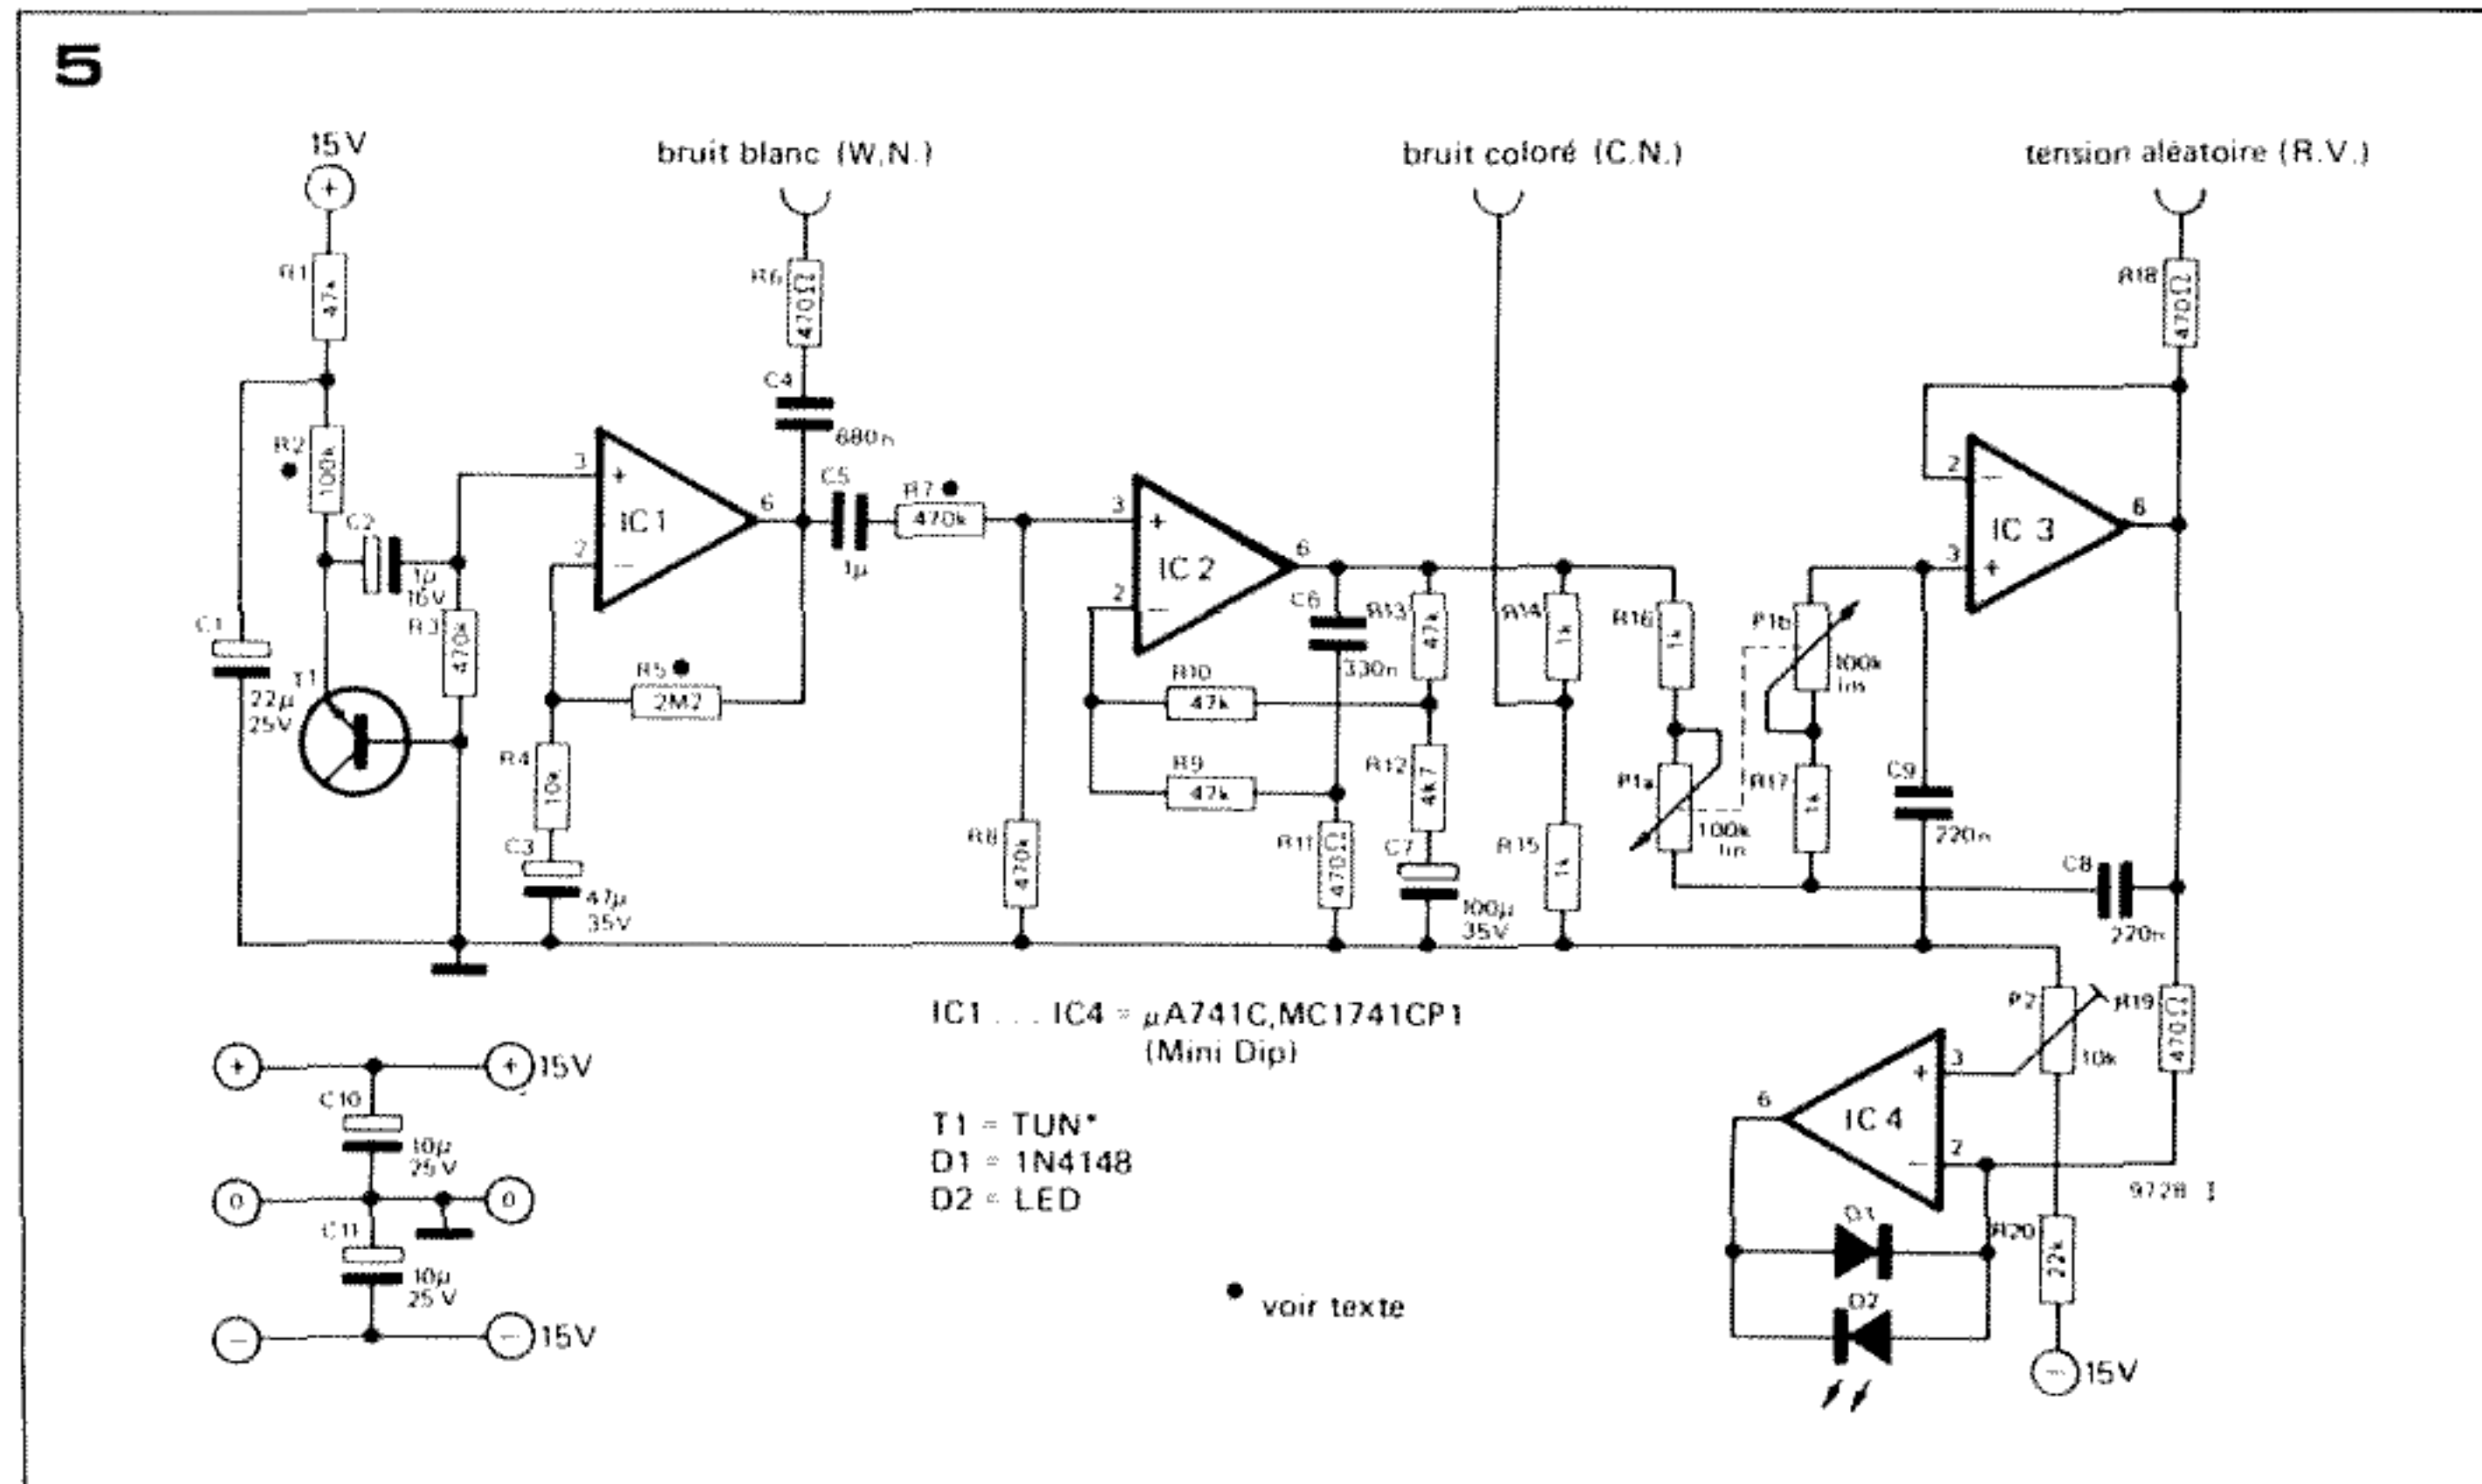 5
15V
bruit blanc (W.N.)
bruit coloré (C.N.)
tension aléatoire (R.V.)
R1
47k
R2
100k
C2
1µ
16V
R3
470k
C1
22µ
25V
T1
R6
470Ω
C4
680n
3
+
IC1
6
2
−
R5
2M2
R4
10k
C3
47µ
35V
C5
1µ
R7
470k
R8
470k
3
+
IC2
6
2
−
R10
47k
R9
47k
C6
330n
R13
47k
R12
4k7
R11
470Ω
C7
100µ
35V
R14
1k
R15
1k
R16
1k
P1a
100k
lin
P1b
100k
lin
R17
1k
C9
220n
C8
220n
R18
470Ω
2
−
IC 3
6
3
+
P2
10k
R19
470Ω
3
+
IC 4
6
2
−
D1
D2
R20
22k
−
15V
9728
+
+
15V
C10
10µ
25V
0
0
C11
10µ
25V
−
−
15V
IC1 ... IC4 = µA741C,MC1741CP1
(Mini Dip)
T1 = TUN*
D1 = 1N4148
D2 = LED
● voir texte